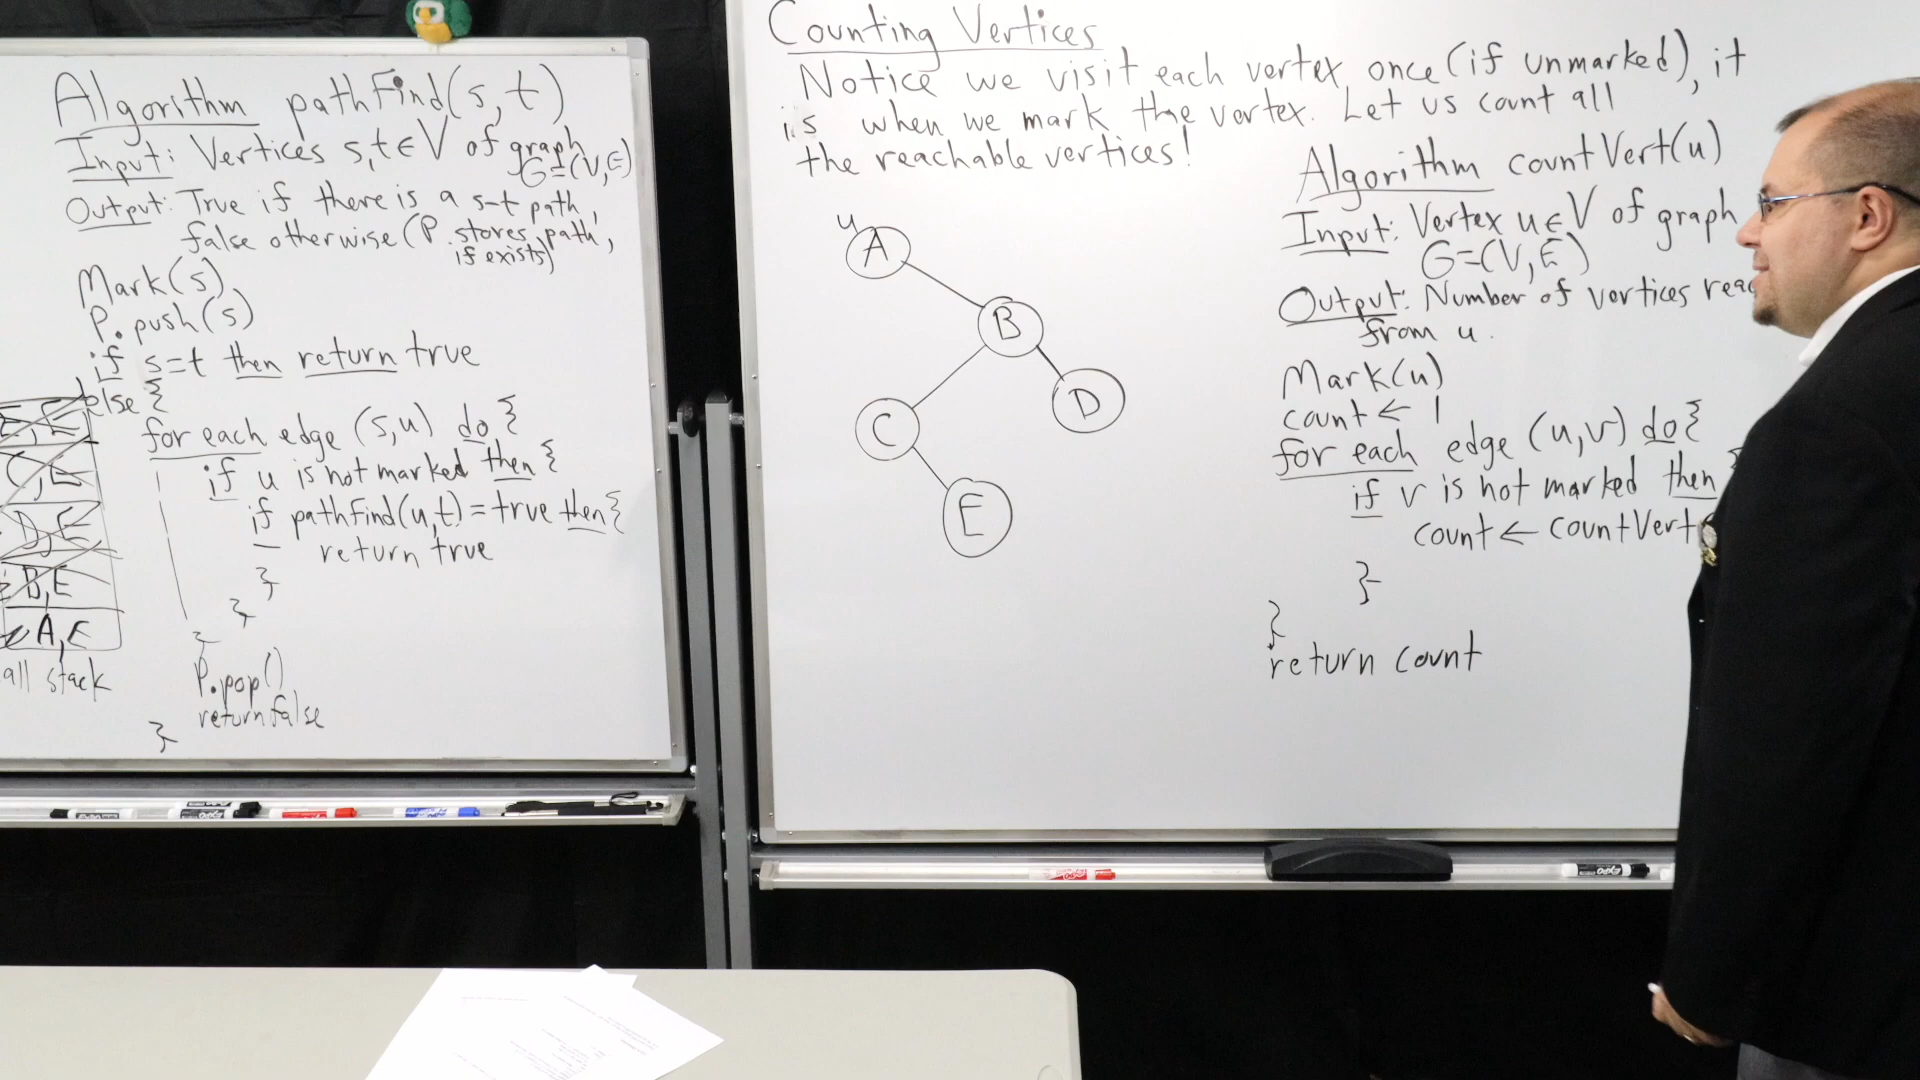 Algorithm pathFind(s,t)
Input: Vertices s,t∈V of graph
G=(V,E)
Output: True if there is a s-t path,
false otherwise (P stores path,
if exists)
Mark(s)
P.push(s)
if s=t then return true
else {
for each edge (s,u) do {
if u is not marked then {
if pathfind(u,t)=true then {
return true
}
}
}
P.pop()
return false
}
C,E
D,E
B,E
A,E
all stack
Counting Vertices
Notice we visit each vertex once (if unmarked), it
is when we mark the vertex. Let us count all
the reachable vertices!
u
A
B
C
D
E
Algorithm countVert(u)
Input: Vertex u∈V of graph
G=(V,E)
Output: Number of vertices reac
from u.
Mark(u)
count ← 1
for each edge (u,v) do {
if v is not marked then {
count ← countVert(
}
}
return count
EXPO
EXPO